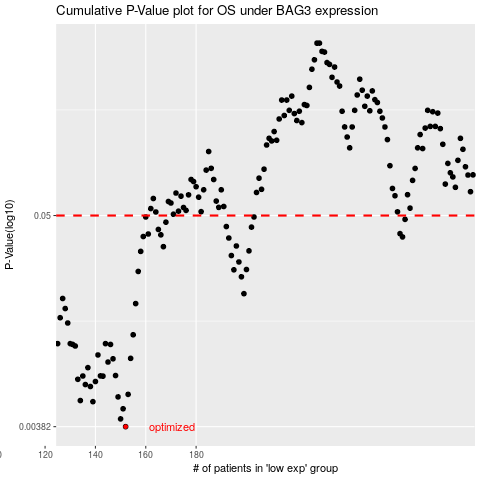 Cumulative P-Value plot for OS under BAG3 expression
P-Value(log10)
0.05
0.00382
optimized
0 120 140 160 180
# of patients in 'low exp' group